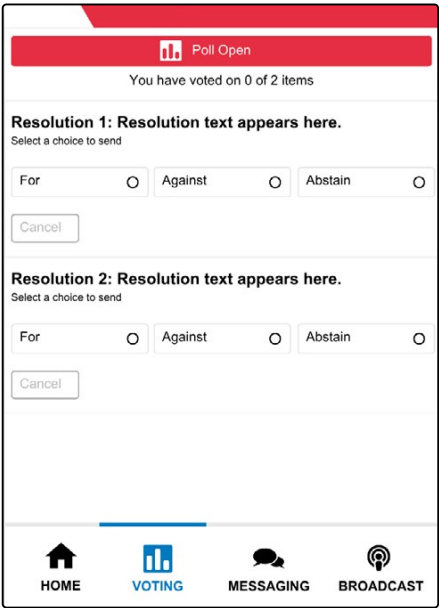 Poll Open
You have voted on 0 of 2 items
Resolution 1: Resolution text appears here.
Select a choice to send
For Against Abstain
Cancel
Resolution 2: Resolution text appears here.
Select a choice to send
For Against Abstain
Cancel
HOME VOTING MESSAGING BROADCAST